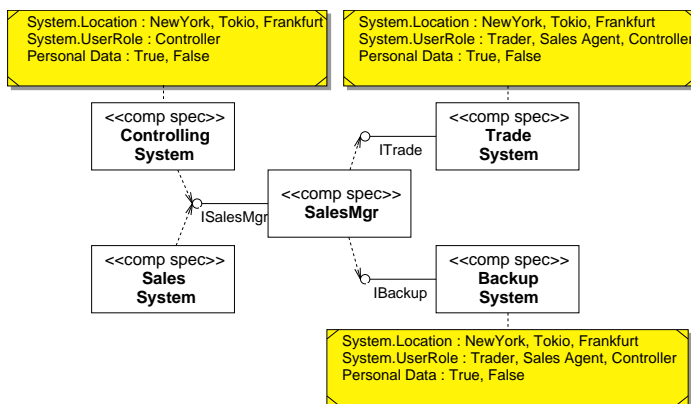 System.Location : NewYork, Tokio, Frankfurt
System.UserRole : Controller
Personal Data : True, False
System.Location : NewYork, Tokio, Frankfurt
System.UserRole : Trader, Sales Agent, Controller
Personal Data : True, False
<<comp spec>>
Controlling
System
<<comp spec>>
Trade
System
ITrade
<<comp spec>>
SalesMgr
ISalesMgr
<<comp spec>>
Sales
System
<<comp spec>>
Backup
System
IBackup
System.Location : NewYork, Tokio, Frankfurt
System.UserRole : Trader, Sales Agent, Controller
Personal Data : True, False